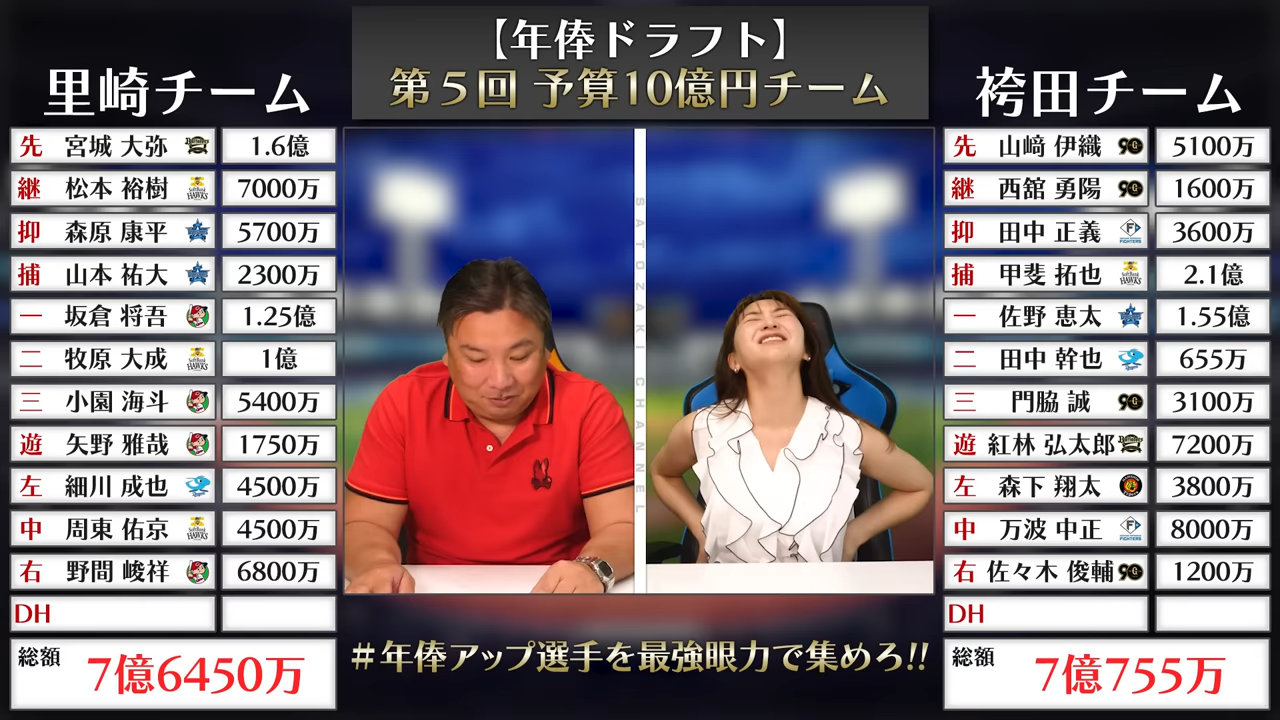 【年俸ドラフト】
第5回 予算10億円チーム
里崎チーム
先 宮城 大弥 1.6億
継 松本 裕樹 7000万
抑 森原 康平 5700万
捕 山本 祐大 2300万
一 坂倉 将吾 1.25億
二 牧原 大成 1億
三 小園 海斗 5400万
遊 矢野 雅哉 1750万
左 細川 成也 4500万
中 周東 佑京 4500万
右 野間 峻祥 6800万
DH
総額 7億6450万
SATOZAKI CHANNEL
袴田チーム
先 山﨑 伊織 5100万
継 西舘 勇陽 1600万
抑 田中 正義 3600万
捕 甲斐 拓也 2.1億
一 佐野 恵太 1.55億
二 田中 幹也 655万
三 門脇 誠 3100万
遊 紅林 弘太郎 7200万
左 森下 翔太 3800万
中 万波 中正 8000万
右 佐々木 俊輔 1200万
DH
総額 7億755万
#年俸アップ選手を最強眼力で集めろ!!